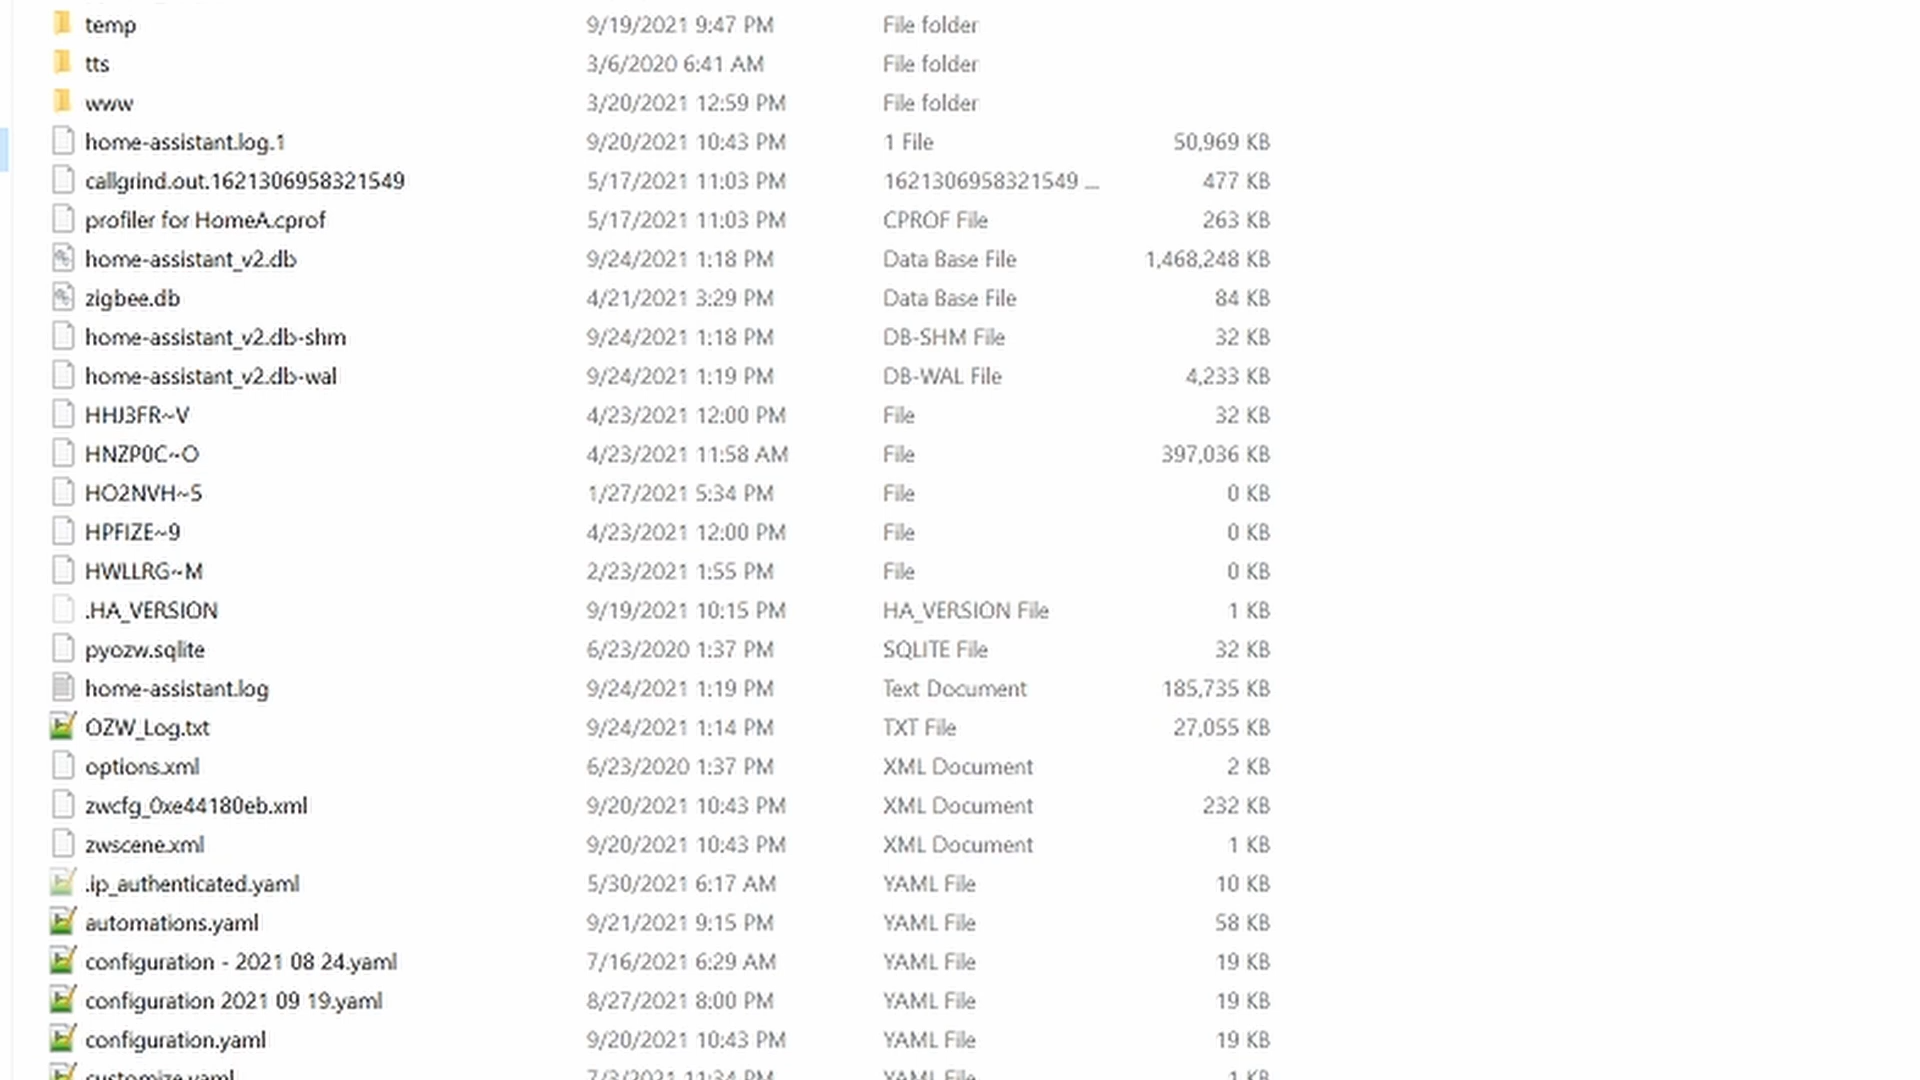 temp 9/19/2021 9:47 PM File folder
tts 3/6/2020 6:41 AM File folder
www 3/20/2021 12:59 PM File folder
home-assistant.log.1 9/20/2021 10:43 PM 1 File 50,969 KB
callgrind.out.1621306958321549 5/17/2021 11:03 PM 1621306958321549 ... 477 KB
profiler for HomeA.cprof 5/17/2021 11:03 PM CPROF File 263 KB
home-assistant_v2.db 9/24/2021 1:18 PM Data Base File 1,468,248 KB
zigbee.db 4/21/2021 3:29 PM Data Base File 84 KB
home-assistant_v2.db-shm 9/24/2021 1:18 PM DB-SHM File 32 KB
home-assistant_v2.db-wal 9/24/2021 1:19 PM DB-WAL File 4,233 KB
HHJ3FR~V 4/23/2021 12:00 PM File 32 KB
HNZP0C~O 4/23/2021 11:58 AM File 397,036 KB
HO2NVH~5 1/27/2021 5:34 PM File 0 KB
HPFIZE~9 4/23/2021 12:00 PM File 0 KB
HWLLRG~M 2/23/2021 1:55 PM File 0 KB
.HA_VERSION 9/19/2021 10:15 PM HA_VERSION File 1 KB
pyozw.sqlite 6/23/2020 1:37 PM SQLITE File 32 KB
home-assistant.log 9/24/2021 1:19 PM Text Document 185,735 KB
OZW_Log.txt 9/24/2021 1:14 PM TXT File 27,055 KB
options.xml 6/23/2020 1:37 PM XML Document 2 KB
zwcfg_0xe44180eb.xml 9/20/2021 10:43 PM XML Document 232 KB
zwscene.xml 9/20/2021 10:43 PM XML Document 1 KB
.ip_authenticated.yaml 5/30/2021 6:17 AM YAML File 10 KB
automations.yaml 9/21/2021 9:15 PM YAML File 58 KB
configuration - 2021 08 24.yaml 7/16/2021 6:29 AM YAML File 19 KB
configuration 2021 09 19.yaml 8/27/2021 8:00 PM YAML File 19 KB
configuration.yaml 9/20/2021 10:43 PM YAML File 19 KB
customize.yaml 7/3/2021 11:34 PM YAML File 1 KB